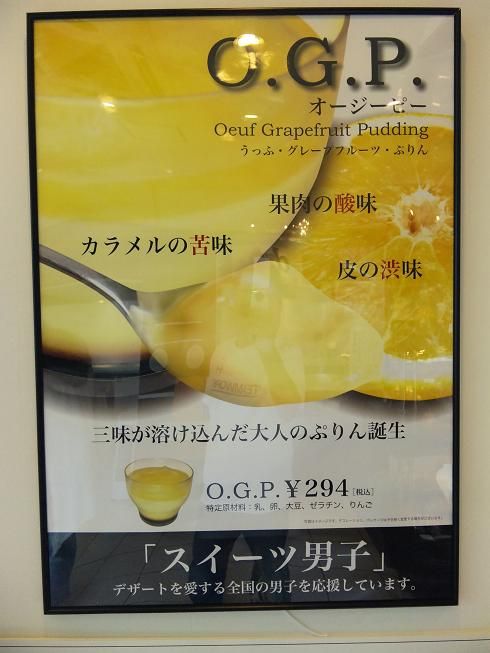 O.G.P.
オージーピー
Oeuf Grapefruit Pudding
うっふ・グレープフルーツ・ぷりん
果肉の酸味
カラメルの苦味
皮の渋味
三味が溶け込んだ大人のぷりん誕生
O.G.P.￥294［税込］
特定原材料：乳、卵、大豆、ゼラチン、りんご
「スイーツ男子」
デザートを愛する全国の男子を応援しています。